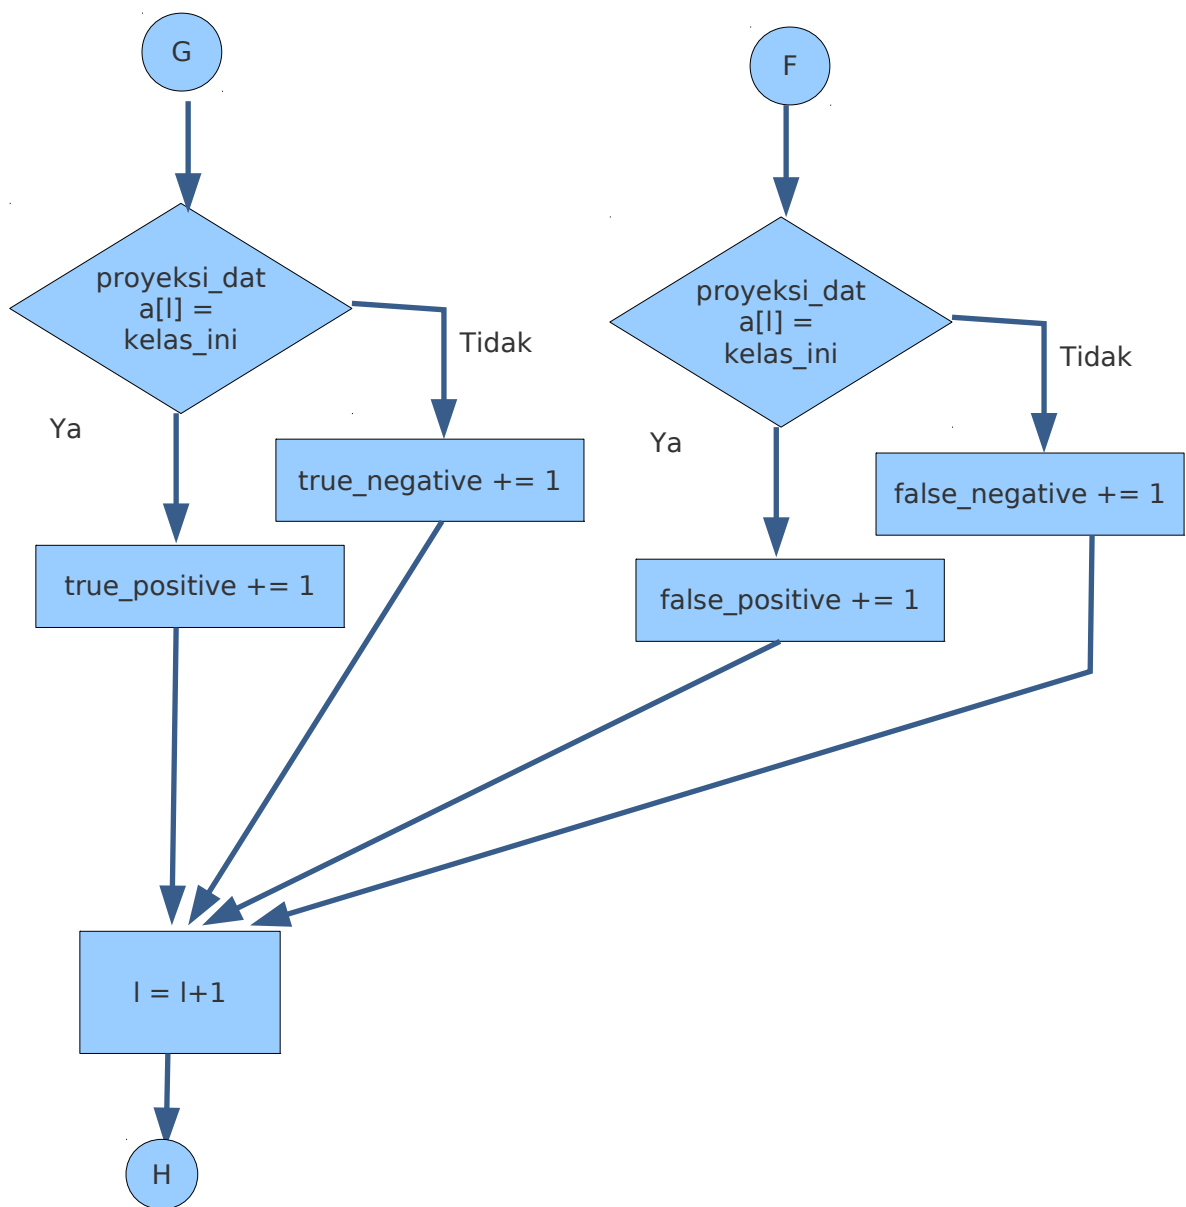 G
F
proyeksi_dat
a[l] =
kelas_ini
Tidak
Ya
proyeksi_dat
a[l] =
kelas_ini
Tidak
Ya
true_negative += 1
false_negative += 1
true_positive += 1
false_positive += 1
l = l+1
H